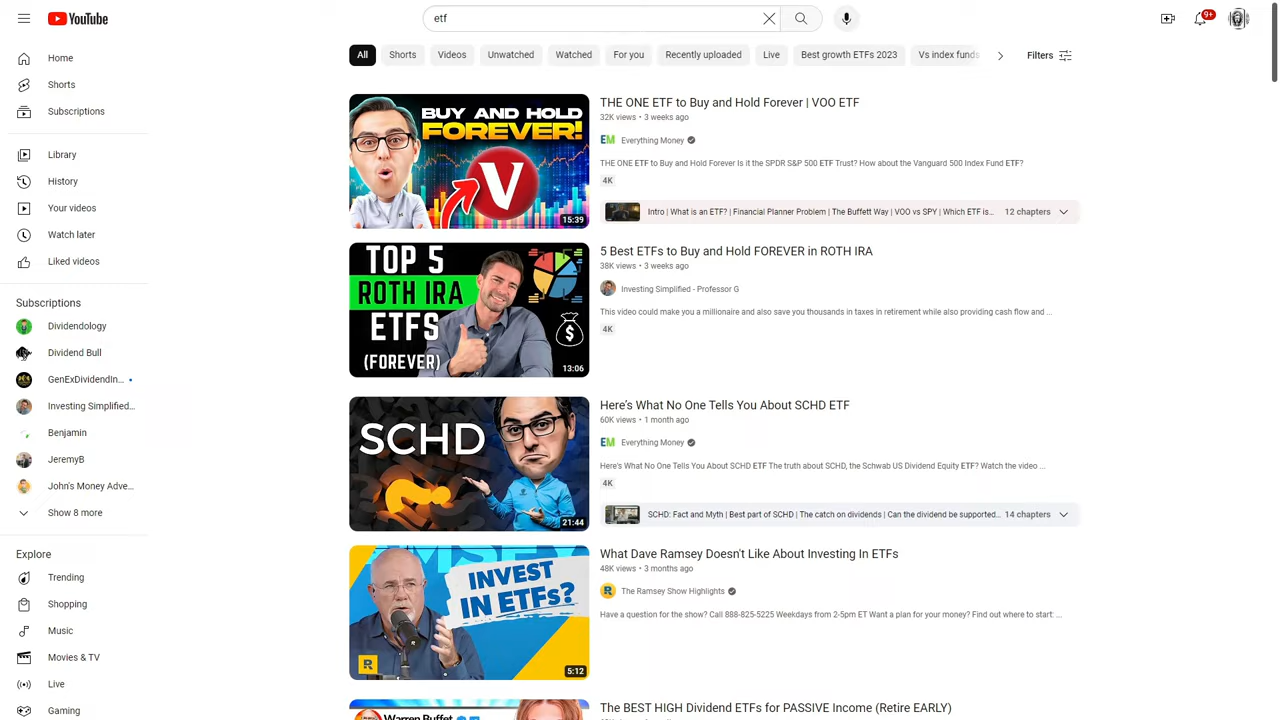 YouTube
etf
9+
All
Shorts
Videos
Unwatched
Watched
For you
Recently uploaded
Live
Best growth ETFs 2023
Vs index funds
Filters
Home
Shorts
Subscriptions
Library
History
Your videos
Watch later
Liked videos
Subscriptions
Dividendology
Dividend Bull
GenExDividendIn...
Investing Simplified...
Benjamin
JeremyB
John's Money Adve...
Show 8 more
Explore
Trending
Shopping
Music
Movies & TV
Live
Gaming
BUY AND HOLD
FOREVER!
V
15:39
THE ONE ETF to Buy and Hold Forever | VOO ETF
32K views • 3 weeks ago
EM Everything Money
THE ONE ETF to Buy and Hold Forever Is it the SPDR S&P 500 ETF Trust? How about the Vanguard 500 Index Fund ETF?
4K
Intro | What is an ETF? | Financial Planner Problem | The Buffett Way | VOO vs SPY | Which ETF is... 12 chapters
TOP 5
ROTH IRA
ETFS
(FOREVER)
$
13:06
5 Best ETFs to Buy and Hold FOREVER in ROTH IRA
38K views • 3 weeks ago
Investing Simplified - Professor G
This video could make you a millionaire and also save you thousands in taxes in retirement while also providing cash flow and ...
4K
SCHD
21:44
Here's What No One Tells You About SCHD ETF
60K views • 1 month ago
EM Everything Money
Here's What No One Tells You About SCHD ETF The truth about SCHD, the Schwab US Dividend Equity ETF? Watch the video ...
4K
SCHD: Fact and Myth | Best part of SCHD | The catch on dividends | Can the dividend be supported... 14 chapters
INVEST
IN ETFs?
R
5:12
What Dave Ramsey Doesn't Like About Investing In ETFs
48K views • 3 months ago
R The Ramsey Show Highlights
Have a question for the show? Call 888-825-5225 Weekdays from 2-5pm ET Want a plan for your money? Find out where to start: ...
Warren Buffet
The BEST HIGH Dividend ETFs for PASSIVE Income (Retire EARLY)